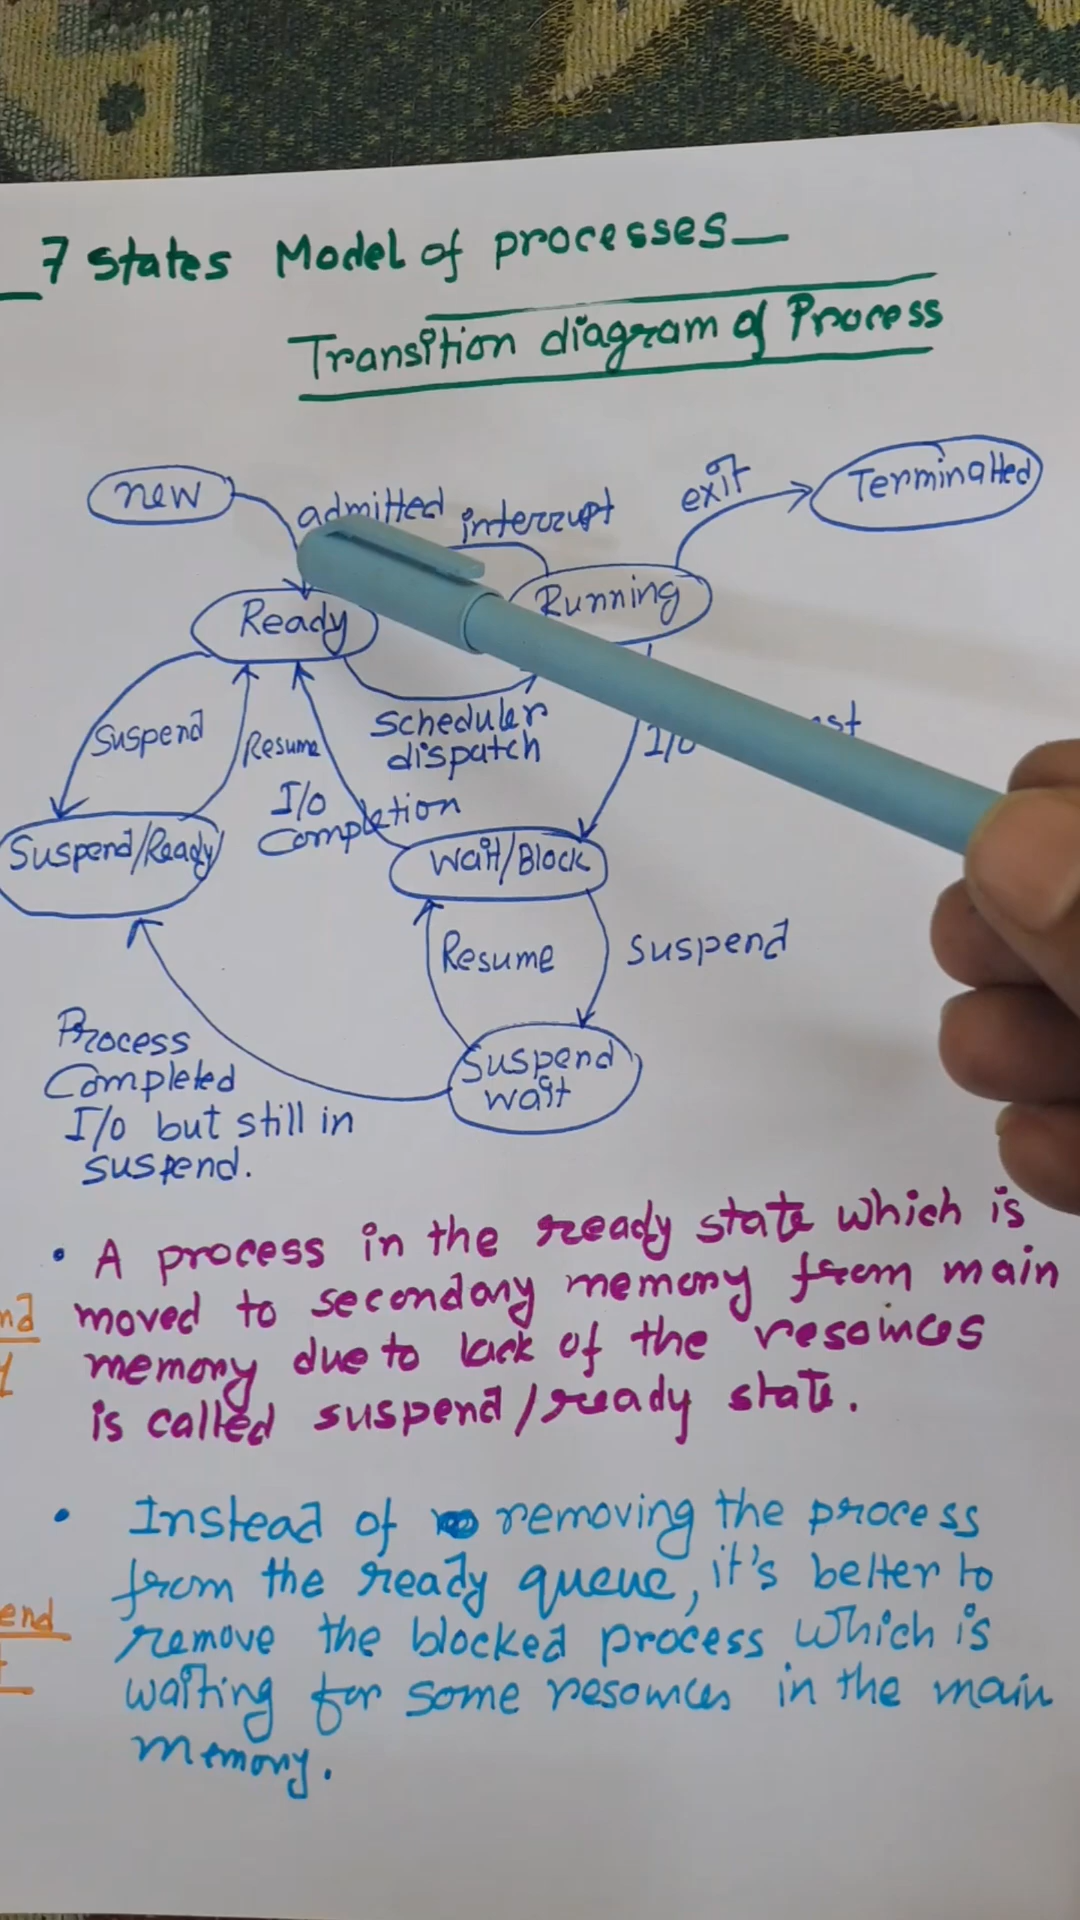 7 states Model of processes
Transition diagram of Process
new
admitted
interrupt
exit
Terminatted
Ready
Running
Suspend
Resume
Scheduler
dispatch
I/O
I/O
Completion
Suspend/Ready
Wait/Block
Resume
Suspend
Process
Completed
I/O but still in
suspend.
Suspend
wait
• A process in the ready state which is
moved to secondary memory from main
memory due to lack of the resources
is called suspend/ready state.
• Instead of removing the process
from the ready queue, it's better to
remove the blocked process which is
waiting for some resources in the main
memory.